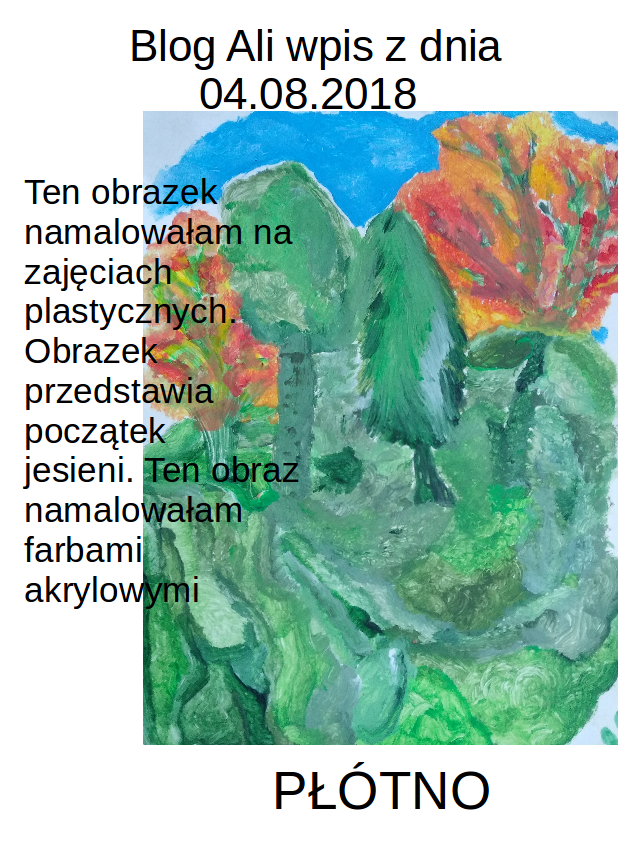 Blog Ali wpis z dnia
04.08.2018
Ten obrazek
namalowałam na
zajęciach
plastycznych.
Obrazek
przedstawia
początek
jesieni. Ten obraz
namalowałam
farbami
akrylowymi
PŁÓTNO